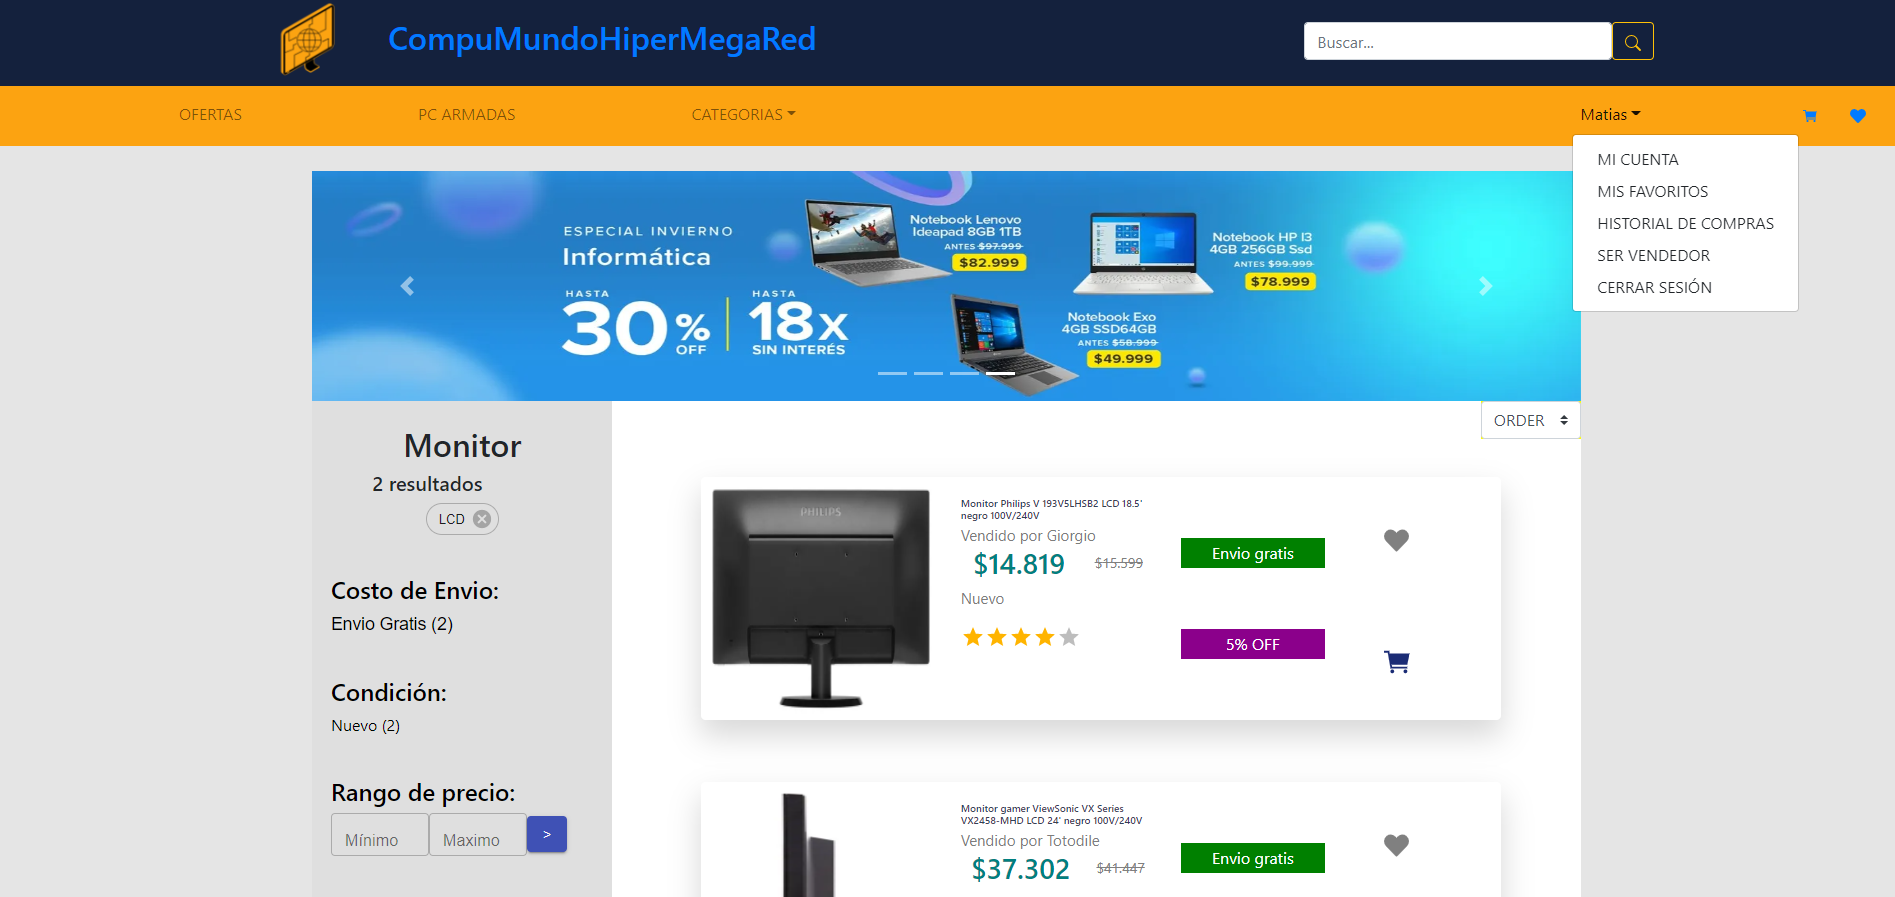 CompuMundoHiperMegaRed
Buscar...
OFERTAS
PC ARMADAS
CATEGORIAS
Matias
MI CUENTA
MIS FAVORITOS
HISTORIAL DE COMPRAS
SER VENDEDOR
CERRAR SESIÓN
ESPECIAL INVIERNO
Informática
HASTA
30% OFF
HASTA
18x
SIN INTERÉS
Notebook Lenovo
Ideapad 8GB 1TB
ANTES $97.999
$82.999
Notebook HP I3
4GB 256GB Ssd
ANTES $99.999
$78.999
Notebook Exo
4GB SSD64GB
ANTES $58.999
$49.999
Monitor
2 resultados
LCD
Costo de Envio:
Envio Gratis (2)
Condición:
Nuevo (2)
Rango de precio:
Mínimo
Maximo
>
ORDER
PHILIPS
Monitor Philips V 193V5LHSB2 LCD 18.5'
negro 100V/240V
Vendido por Giorgio
$14.819 $15.599
Nuevo
Envio gratis
5% OFF
Monitor gamer ViewSonic VX Series
VX2458-MHD LCD 24' negro 100V/240V
Vendido por Totodile
$37.302 $41.447
Envio gratis